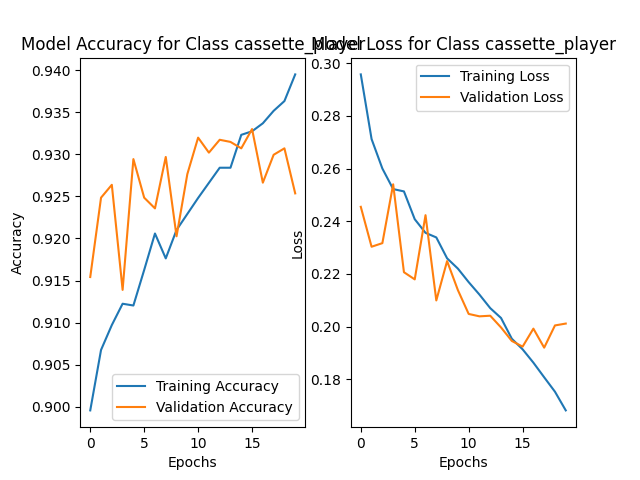 Model Accuracy for Class cassette_player
Accuracy
0.940
0.935
0.930
0.925
0.920
0.915
0.910
0.905
0.900
Training Accuracy
Validation Accuracy
0 5 10 15
Epochs
Model Loss for Class cassette_player
Loss
0.30
0.28
0.26
0.24
0.22
0.20
0.18
Training Loss
Validation Loss
0 5 10 15
Epochs